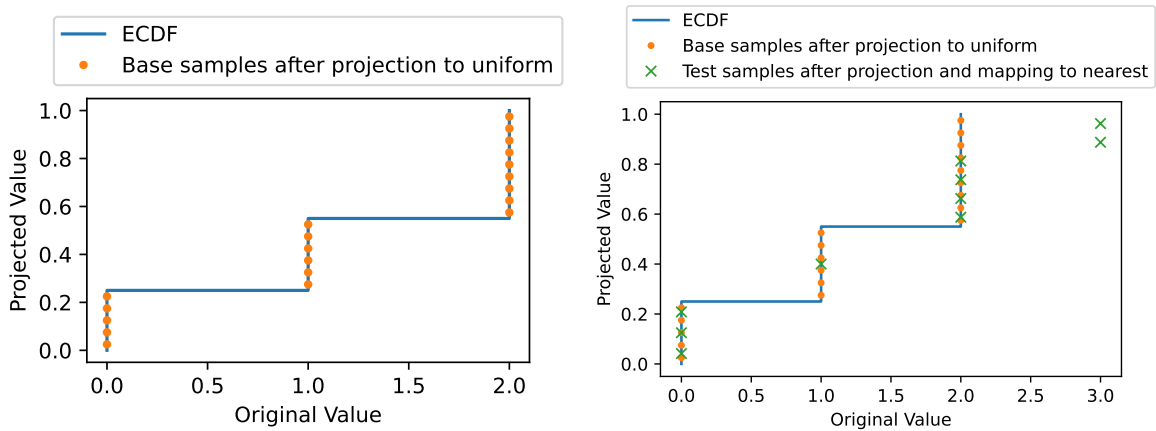 ECDF
Base samples after projection to uniform
1.0
0.8
0.6
0.4
0.2
0.0
Projected Value
0.0 0.5 1.0 1.5 2.0
Original Value
ECDF
Base samples after projection to uniform
Test samples after projection and mapping to nearest
1.0
0.8
0.6
0.4
0.2
0.0
Projected Value
0.0 0.5 1.0 1.5 2.0 2.5 3.0
Original Value